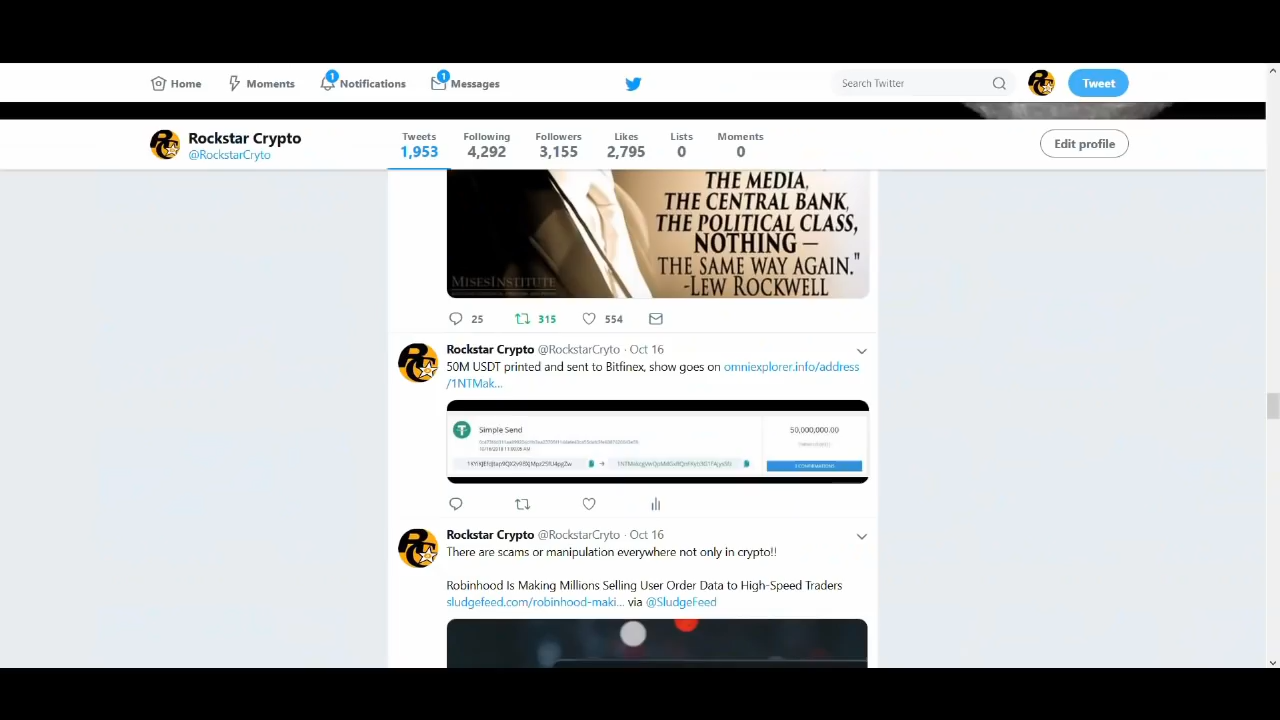 Home
Moments
1
Notifications
1
Messages
Search Twitter
Tweet
Rockstar Crypto
@RockstarCryto
Tweets
1,953
Following
4,292
Followers
3,155
Likes
2,795
Lists
0
Moments
0
Edit profile
THE MEDIA,
THE CENTRAL BANK,
THE POLITICAL CLASS,
NOTHING —
THE SAME WAY AGAIN."
-LEW ROCKWELL
MISES INSTITUTE
25
315
554
Rockstar Crypto @RockstarCryto · Oct 16
50M USDT printed and sent to Bitfinex, show goes on omniexplorer.info/address
/1NTMak...
Simple Send
50,000,000.00
CONFIRMATIONS
Rockstar Crypto @RockstarCryto · Oct 16
There are scams or manipulation everywhere not only in crypto!!
Robinhood Is Making Millions Selling User Order Data to High-Speed Traders
sludgefeed.com/robinhood-maki... via @SludgeFeed